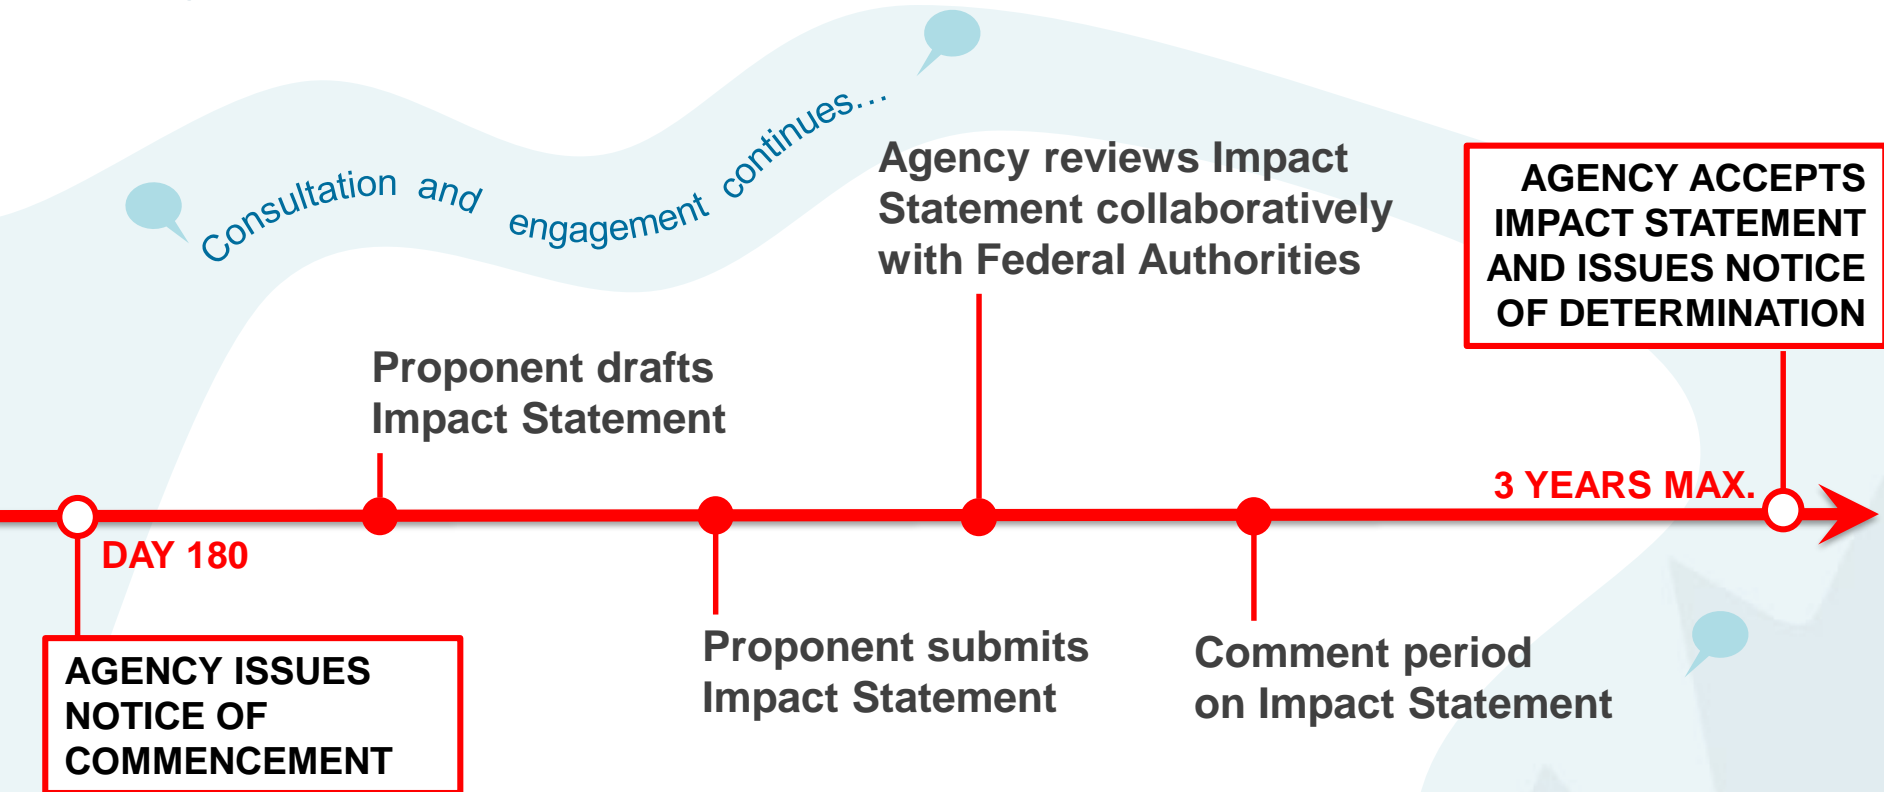 Consultation and engagement continues...
Agency reviews Impact
Statement collaboratively
with Federal Authorities
AGENCY ACCEPTS
IMPACT STATEMENT
AND ISSUES NOTICE
OF DETERMINATION
Proponent drafts
Impact Statement
3 YEARS MAX.
DAY 180
AGENCY ISSUES
NOTICE OF
COMMENCEMENT
Proponent submits
Impact Statement
Comment period
on Impact Statement